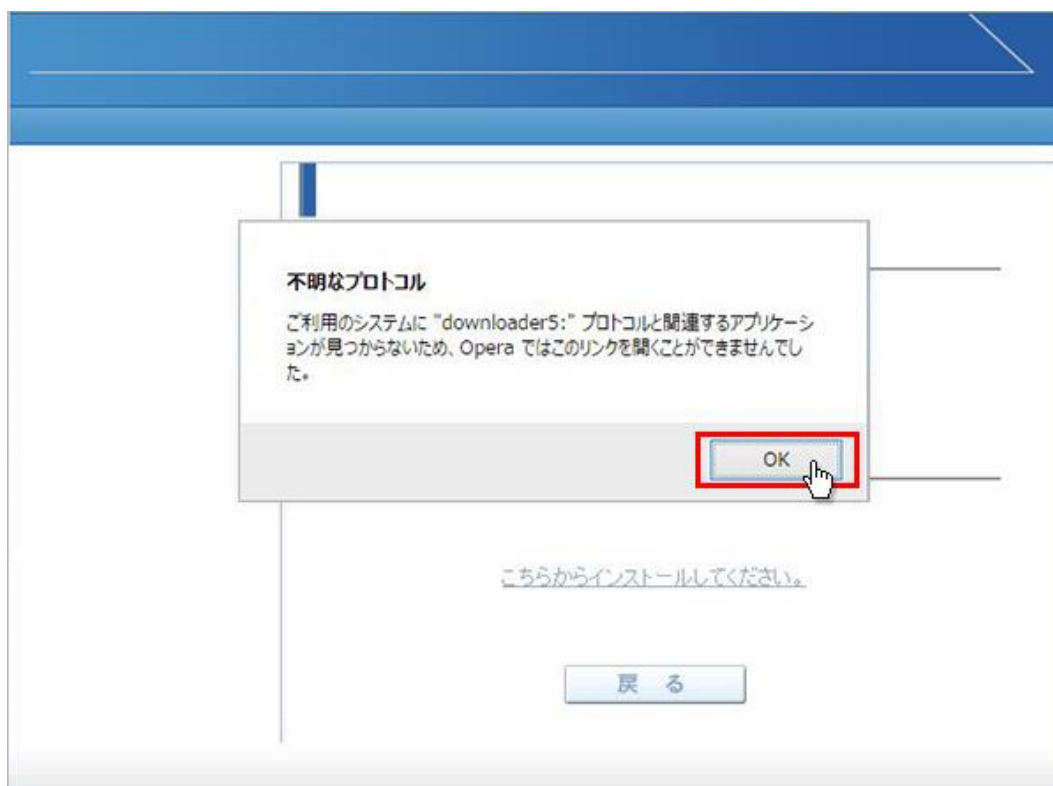 不明なプロトコル
ご利用のシステムに "downloader5:" プロトコルと関連するアプリケーシ
ョンが見つからないため、Opera ではこのリンクを開くことができませんでし
た。
OK
こちらからインストールしてください。
戻 る